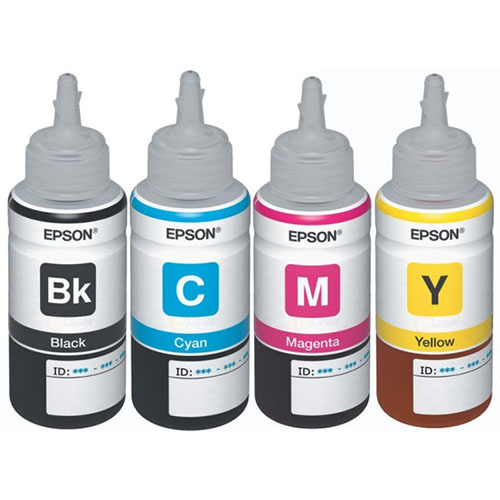 EPSON®
Bk
Black
ID: *** - *** - ***
EPSON®
C
Cyan
ID: *** - *** - ***
EPSON®
M
Magenta
ID: *** - *** - ***
EPSON®
Y
Yellow
ID: *** - *** - ***